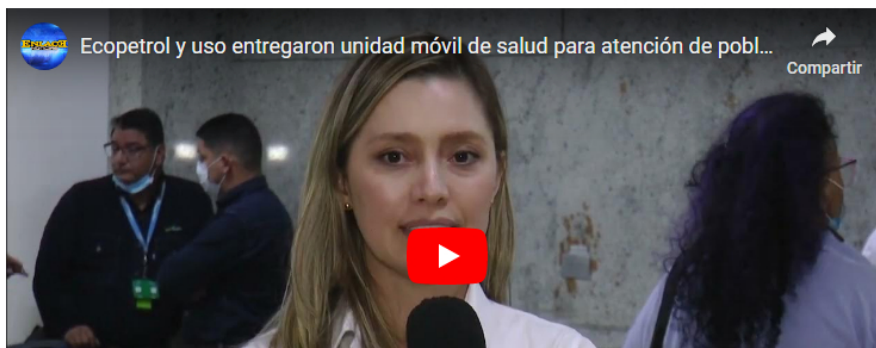 Ecopetrol y uso entregaron unidad móvil de salud para atención de pobl...
Compartir